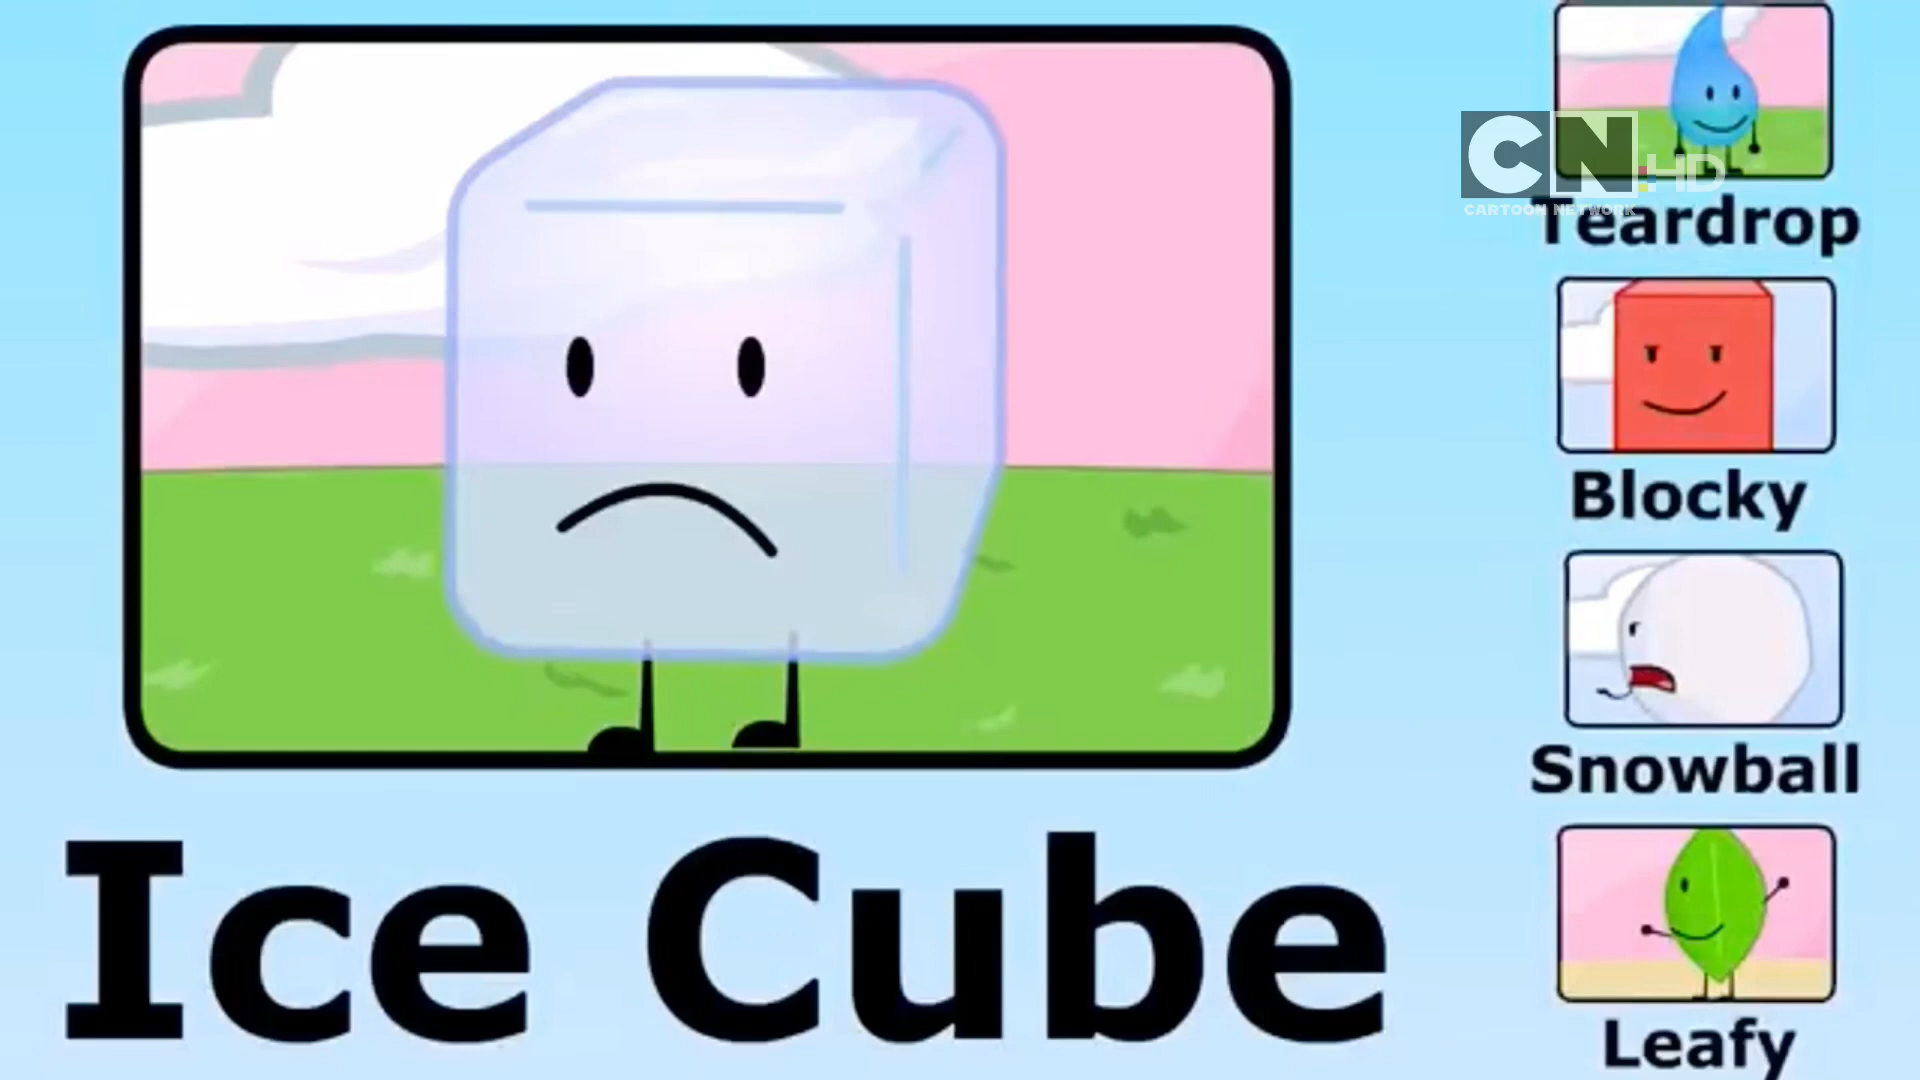 CN:HD
CARTOON NETWORK
Teardrop
Blocky
Snowball
Leafy
Ice Cube